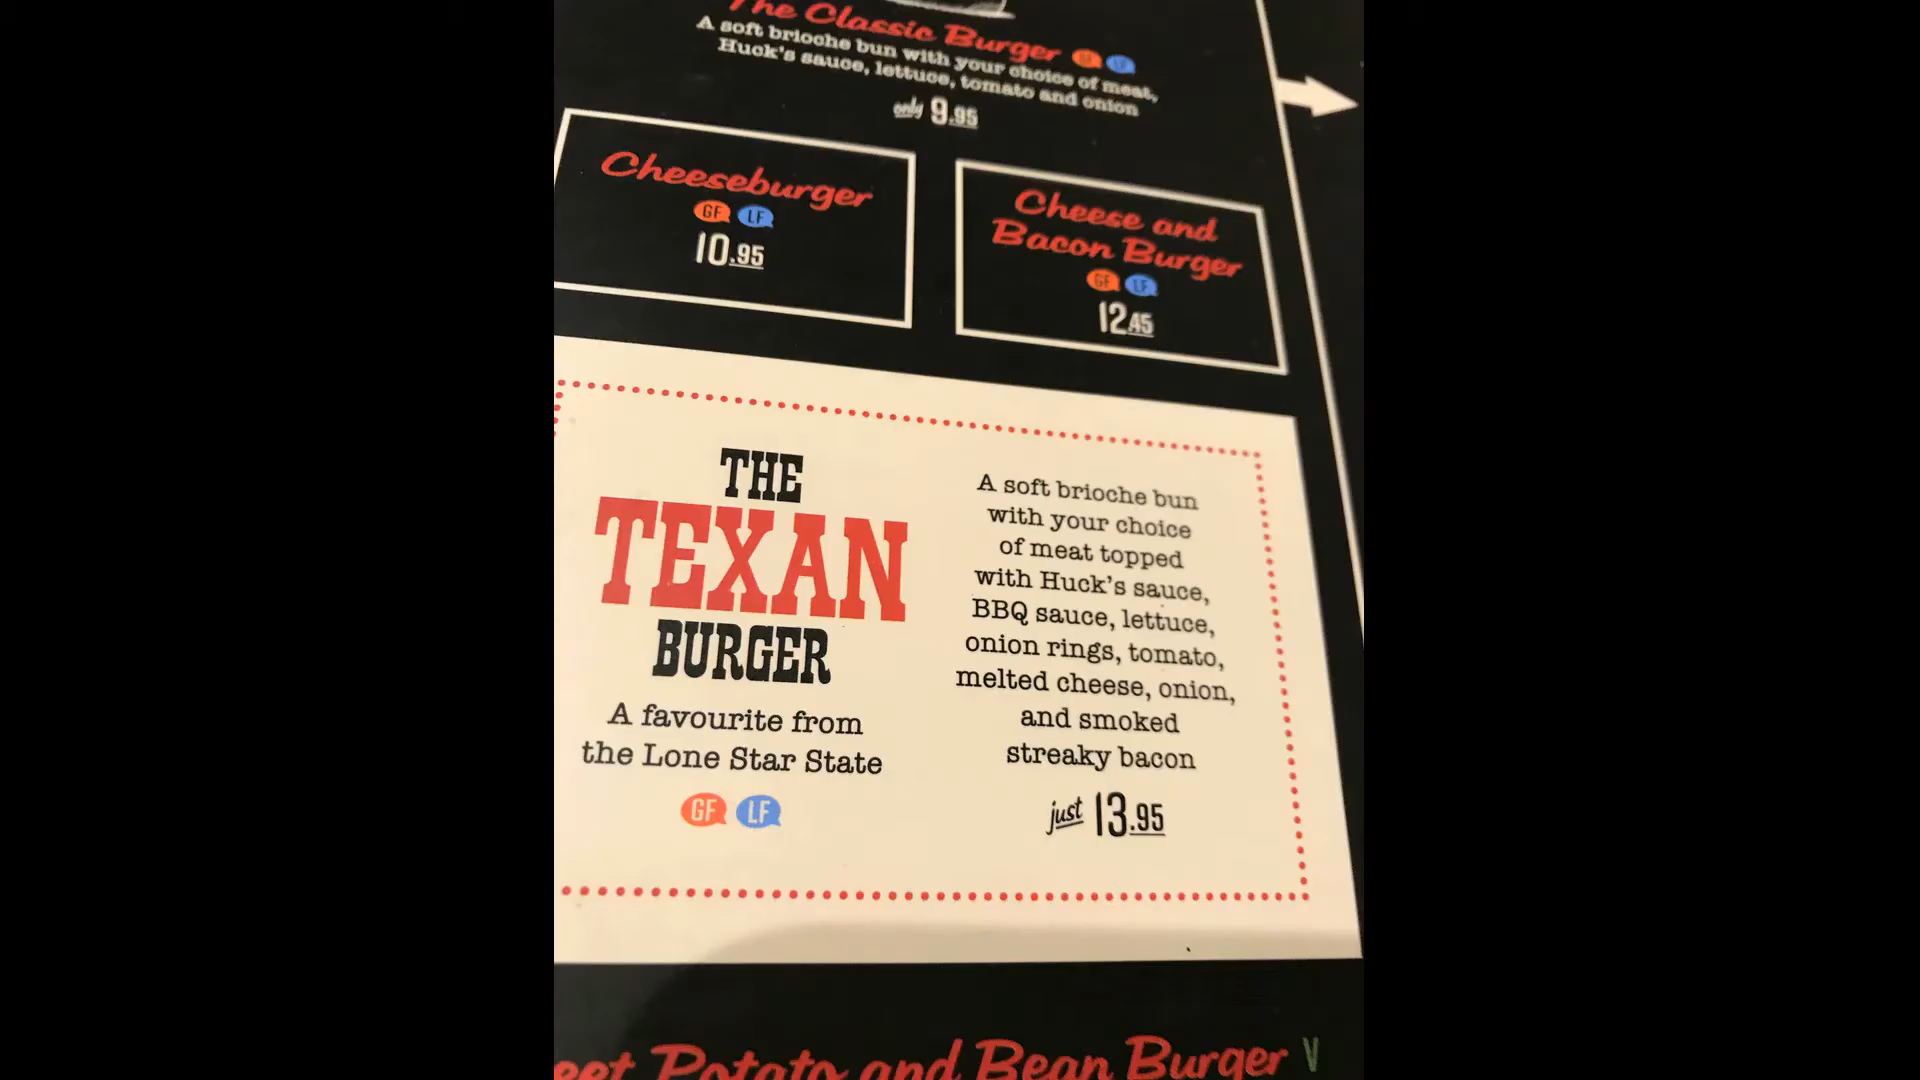 The Classic Burger GF LF
A soft brioche bun with your choice of meat,
Huck's sauce, lettuce, tomato and onion
only 9.95
Cheeseburger
GF LF
10.95
Cheese and
Bacon Burger
GF LF
12.45
THE
TEXAN
BURGER
A favourite from
the Lone Star State
GF LF
A soft brioche bun
with your choice
of meat topped
with Huck's sauce,
BBQ sauce, lettuce,
onion rings, tomato,
melted cheese, onion,
and smoked
streaky bacon
just 13.95
Potato and Bean Burger V